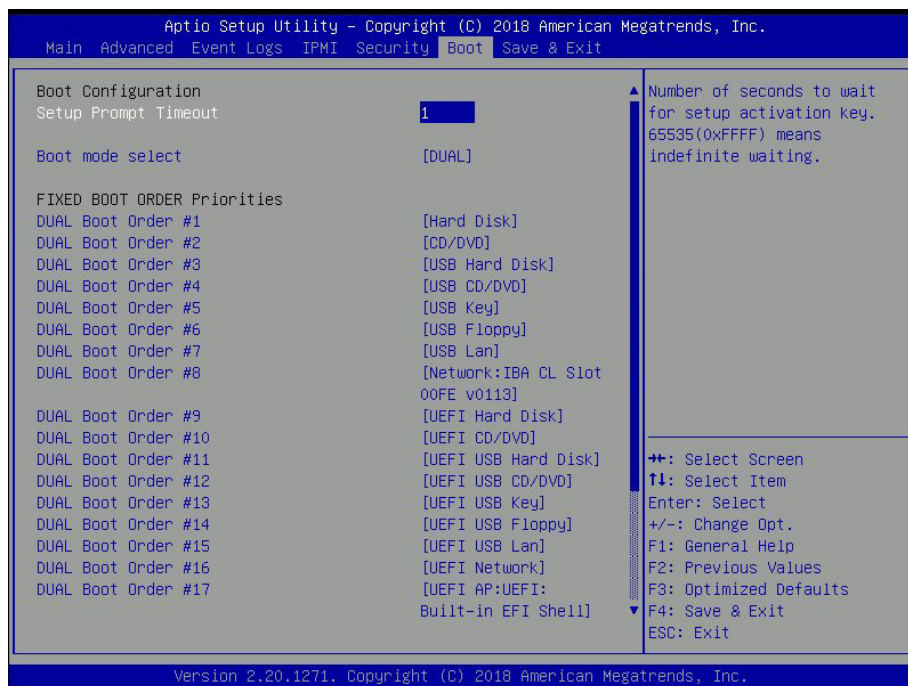 Aptio Setup Utility – Copyright (C) 2018 American Megatrends, Inc.
Main Advanced Event Logs IPMI Security Boot Save & Exit
Boot Configuration
Setup Prompt Timeout 1
Boot mode select [DUAL]
FIXED BOOT ORDER Priorities
DUAL Boot Order #1 [Hard Disk]
DUAL Boot Order #2 [CD/DVD]
DUAL Boot Order #3 [USB Hard Disk]
DUAL Boot Order #4 [USB CD/DVD]
DUAL Boot Order #5 [USB Key]
DUAL Boot Order #6 [USB Floppy]
DUAL Boot Order #7 [USB Lan]
DUAL Boot Order #8 [Network:IBA CL Slot
00FE v0113]
DUAL Boot Order #9 [UEFI Hard Disk]
DUAL Boot Order #10 [UEFI CD/DVD]
DUAL Boot Order #11 [UEFI USB Hard Disk]
DUAL Boot Order #12 [UEFI USB CD/DVD]
DUAL Boot Order #13 [UEFI USB Key]
DUAL Boot Order #14 [UEFI USB Floppy]
DUAL Boot Order #15 [UEFI USB Lan]
DUAL Boot Order #16 [UEFI Network]
DUAL Boot Order #17 [UEFI AP:UEFI:
Built-in EFI Shell]
Number of seconds to wait
for setup activation key.
65535(0xFFFF) means
indefinite waiting.
→←: Select Screen
↑↓: Select Item
Enter: Select
+/-: Change Opt.
F1: General Help
F2: Previous Values
F3: Optimized Defaults
F4: Save & Exit
ESC: Exit
Version 2.20.1271. Copyright (C) 2018 American Megatrends, Inc.